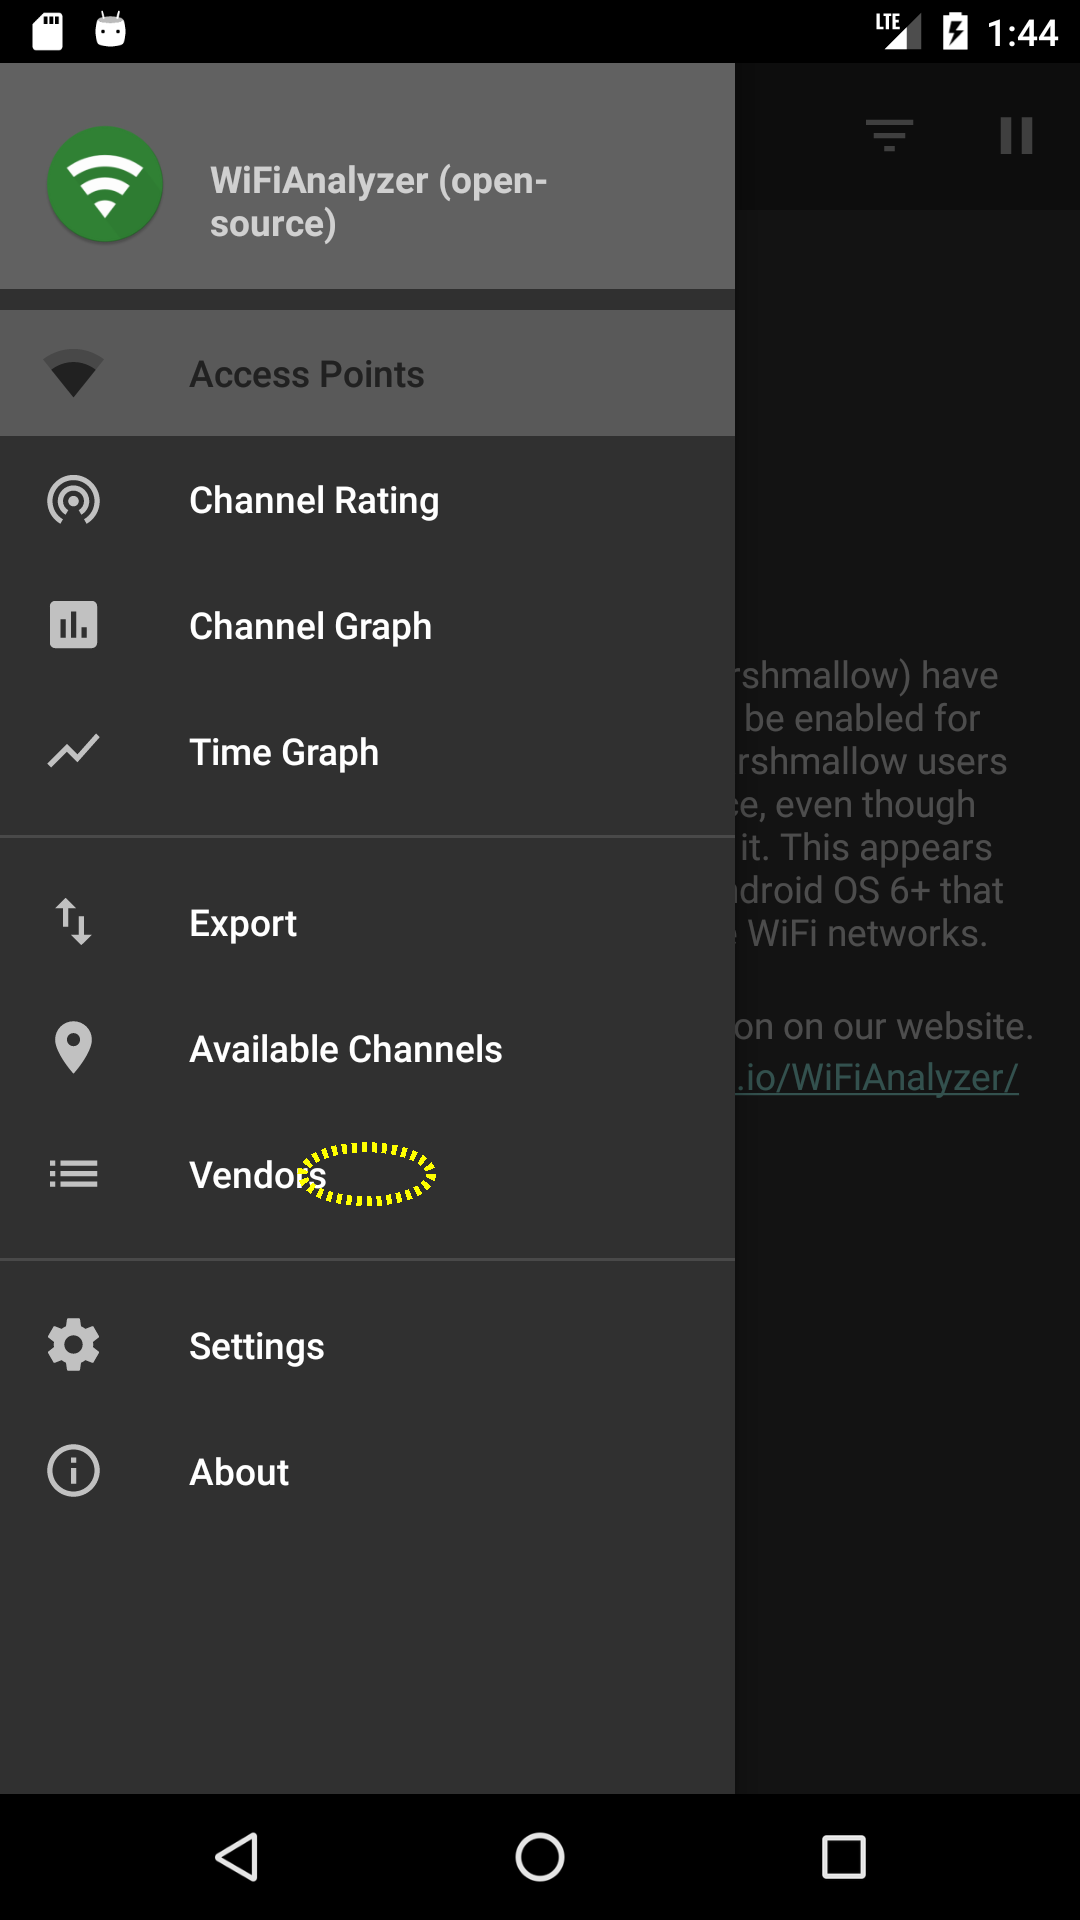 LTE 1:44
WiFiAnalyzer (open-
source)
Access Points
Channel Rating
Channel Graph
Time Graph
Export
Available Channels
Vendors
Settings
About
rshmallow) have
be enabled for
rshmallow users
ce, even though
it. This appears
ndroid OS 6+ that
WiFi networks.
on on our website.
.io/WiFiAnalyzer/